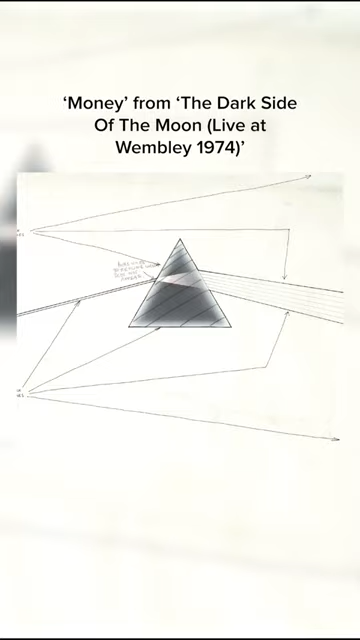 ‘Money’ from ‘The Dark Side
Of The Moon (Live at
Wembley 1974)’